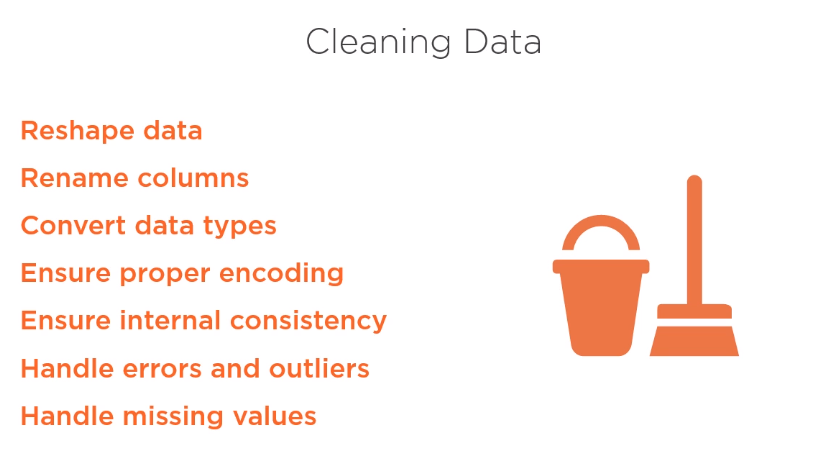 Cleaning Data
Reshape data
Rename columns
Convert data types
Ensure proper encoding
Ensure internal consistency
Handle errors and outliers
Handle missing values